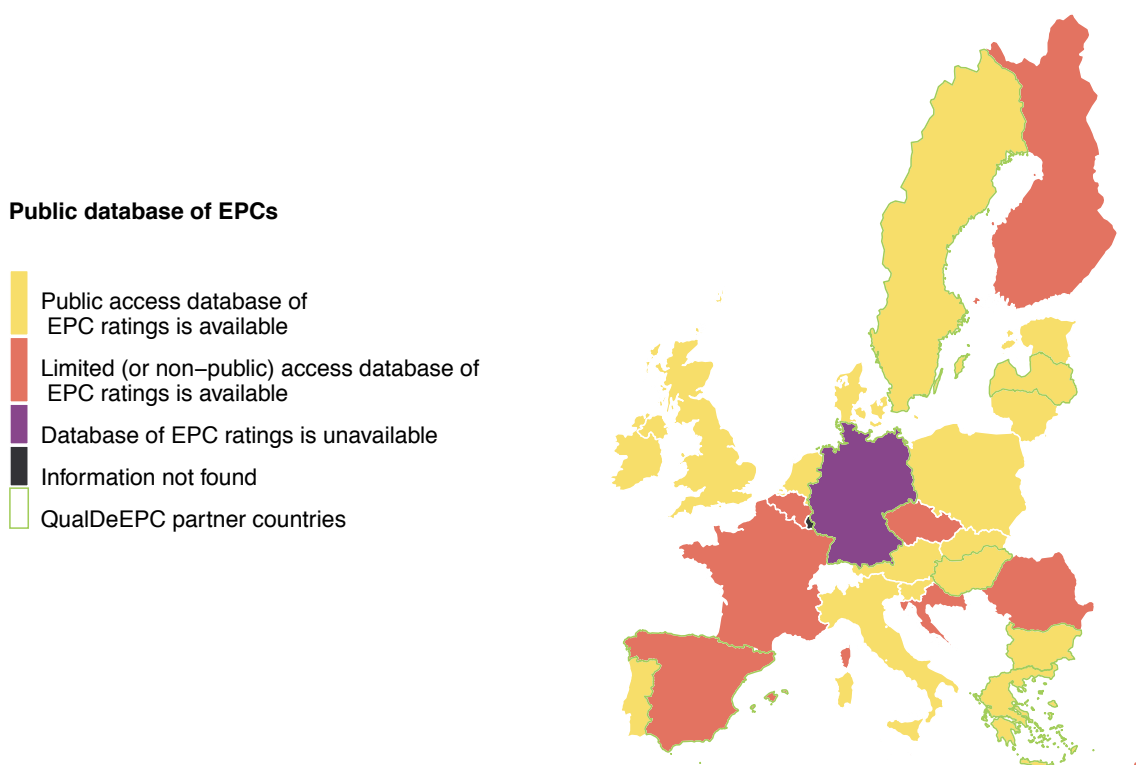 Public database of EPCs
Public access database of
EPC ratings is available
Limited (or non−public) access database of
EPC ratings is available
Database of EPC ratings is unavailable
Information not found
QualDeEPC partner countries